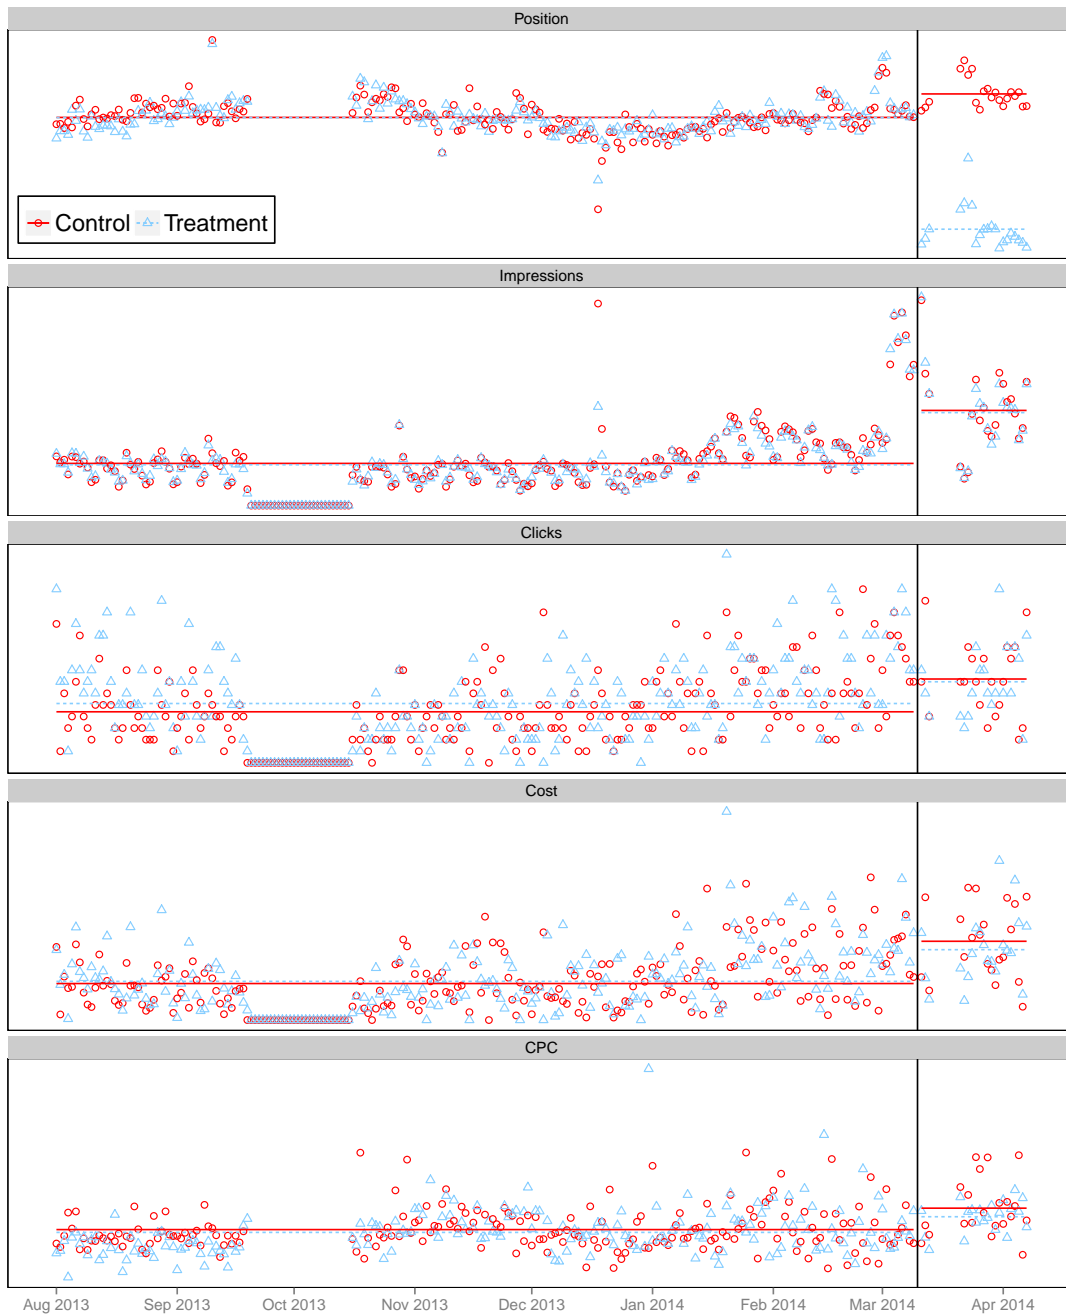 Position
Control Treatment
Impressions
Clicks
Cost
CPC
Aug 2013 Sep 2013 Oct 2013 Nov 2013 Dec 2013 Jan 2014 Feb 2014 Mar 2014 Apr 2014